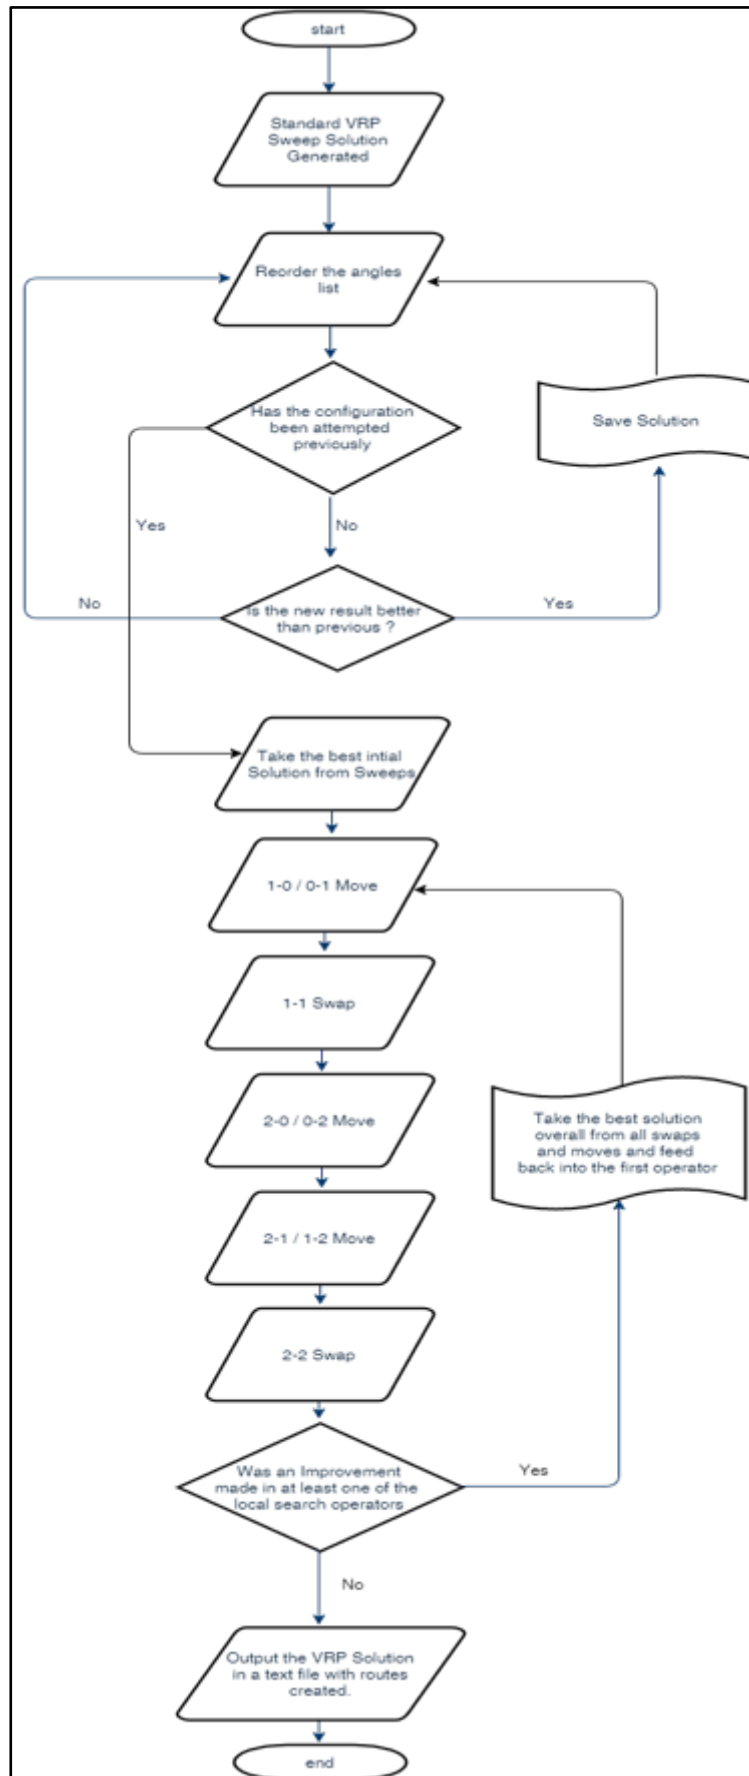 start
Standard VRP
Sweep Solution
Generated
Reorder the angles
list
Has the configuration
been attempted
previously
Save Solution
Yes
No
No
Is the new result better
than previous ?
Yes
Take the best intial
Solution from Sweeps
1-0 / 0-1 Move
1-1 Swap
2-0 / 0-2 Move
Take the best solution
overall from all swaps
and moves and feed
back into the first operator
2-1 / 1-2 Move
2-2 Swap
Was an Improvement
made in at least one of the
local search operators
Yes
No
Output the VRP Solution
in a text file with routes
created.
end